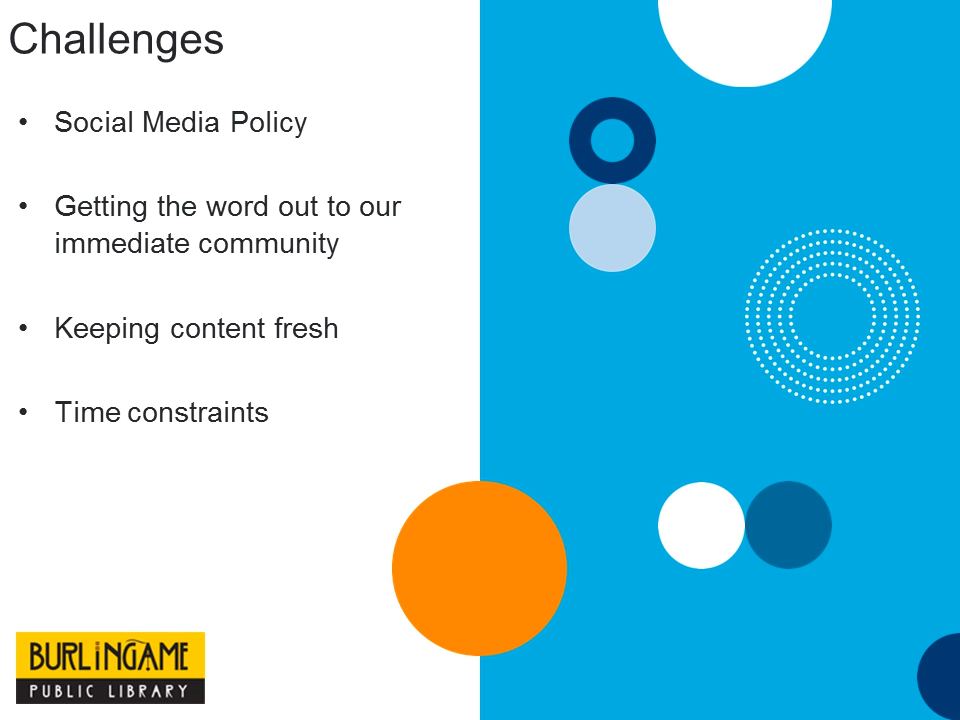 Challenges
• Social Media Policy
• Getting the word out to our
immediate community
• Keeping content fresh
• Time constraints
BURLINGAME
PUBLIC LIBRARY